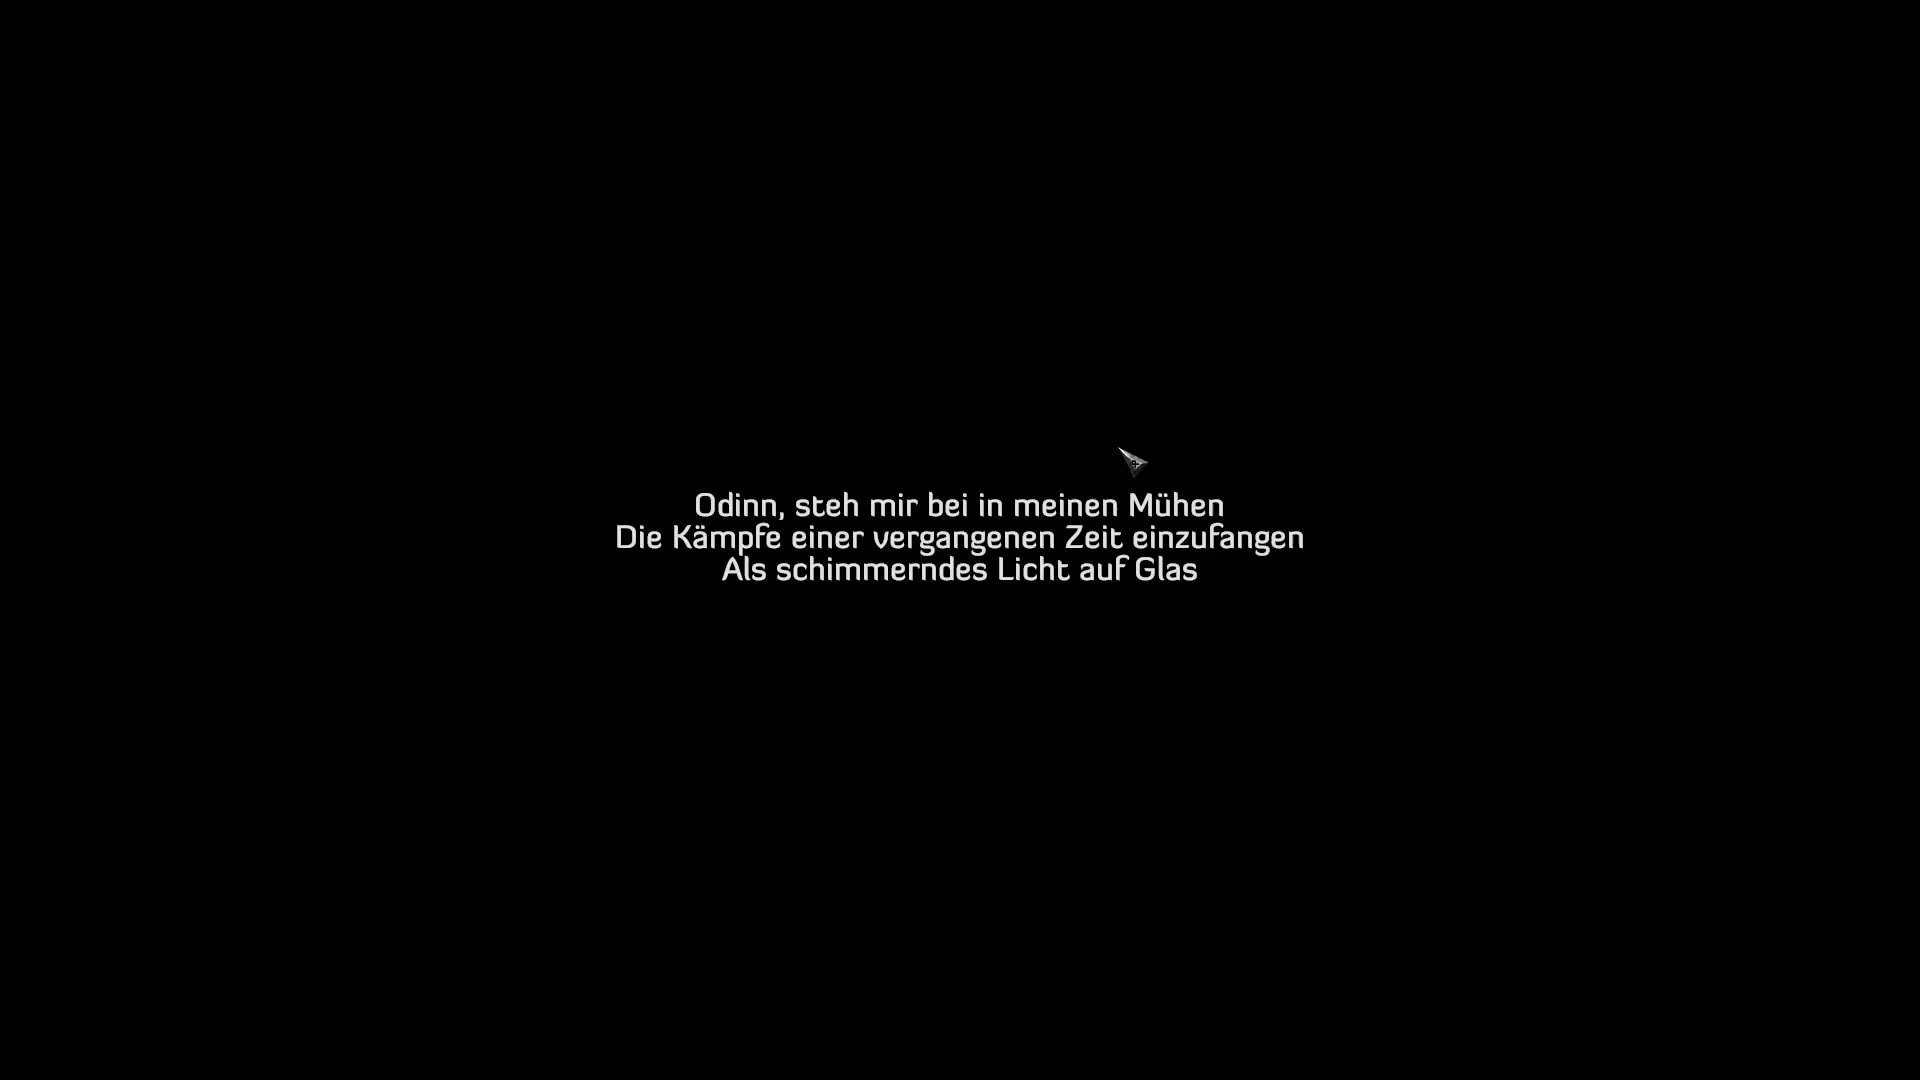 Odinn, steh mir bei in meinen Mühen
Die Kämpfe einer vergangenen Zeit einzufangen
Als schimmerndes Licht auf Glas